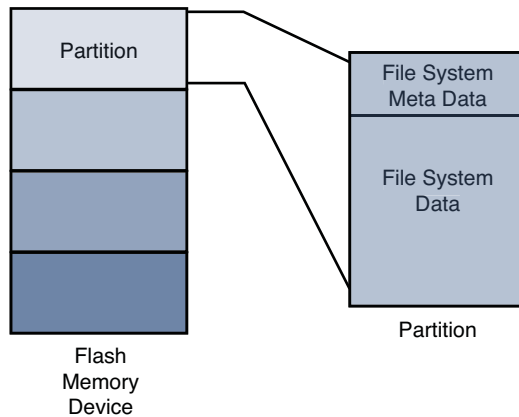 Partition
File System
Meta Data
File System
Data
Partition
Flash
Memory
Device